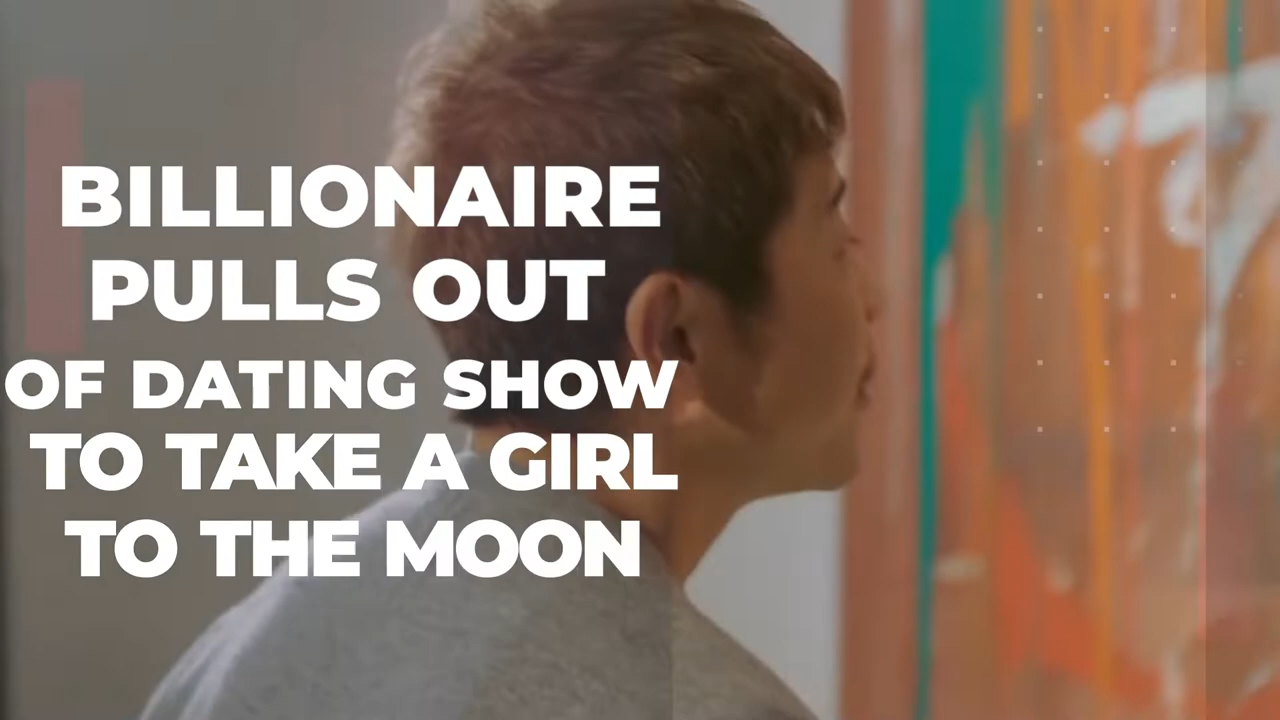 BILLIONAIRE
PULLS OUT
OF DATING SHOW
TO TAKE A GIRL
TO THE MOON